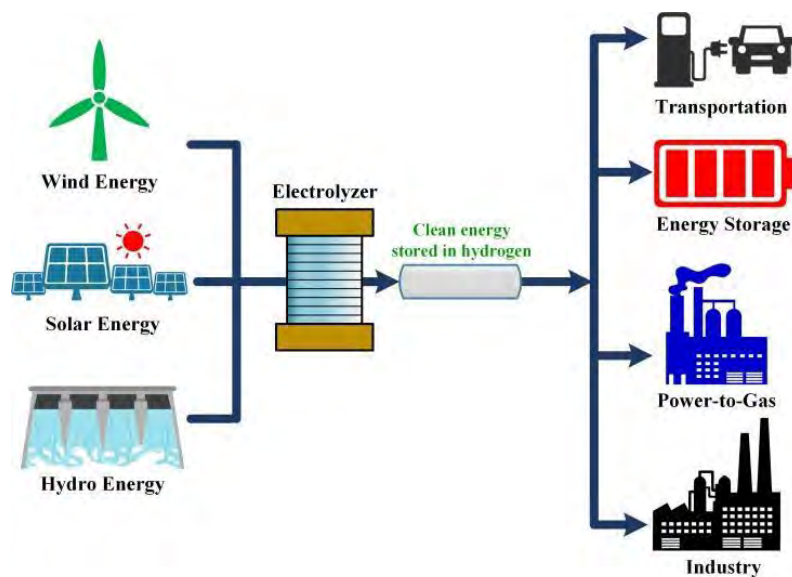 Wind Energy
Solar Energy
Hydro Energy
Electrolyzer
Clean energy
stored in hydrogen
Transportation
Energy Storage
Power-to-Gas
Industry